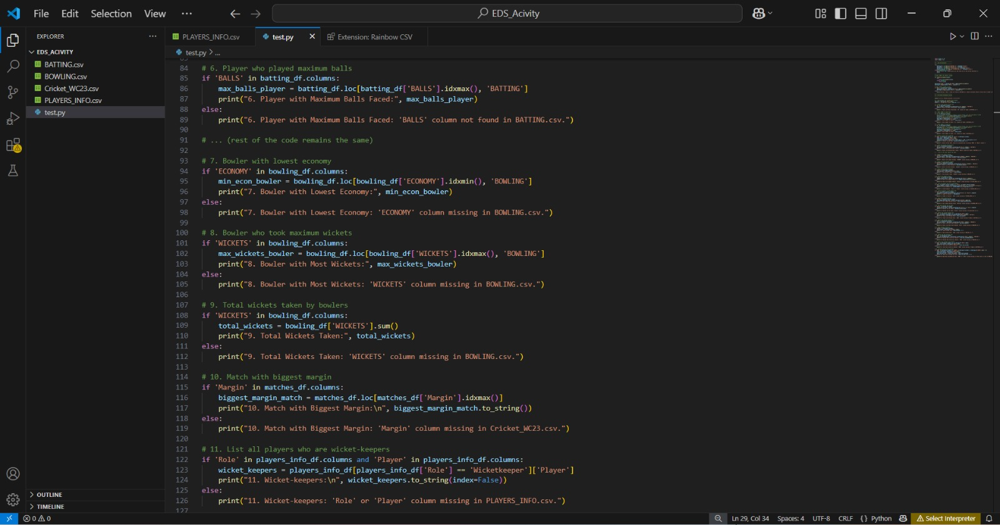 File Edit Selection View ··· EDS_Acivity
EXPLORER ···
PLAYERS_INFO.csv test.py Extension: Rainbow CSV
EDS_ACIVITY
BATTING.csv
BOWLING.csv
Cricket_WC23.csv
PLAYERS_INFO.csv
test.py
OUTLINE
TIMELINE
test.py > ...
84 # 6. Player who played maximum balls
85 if 'BALLS' in batting_df.columns:
86 max_balls_player = batting_df.loc[batting_df['BALLS'].idxmax(), 'BATTING']
87 print("6. Player with Maximum Balls Faced:", max_balls_player)
88 else:
89 print("6. Player with Maximum Balls Faced: 'BALLS' column not found in BATTING.csv.")
90
91 # ... (rest of the code remains the same)
92
93 # 7. Bowler with lowest economy
94 if 'ECONOMY' in bowling_df.columns:
95 min_econ_bowler = bowling_df.loc[bowling_df['ECONOMY'].idxmin(), 'BOWLING']
96 print("7. Bowler with Lowest Economy:", min_econ_bowler)
97 else:
98 print("7. Bowler with Lowest Economy: 'ECONOMY' column missing in BOWLING.csv.")
99
100 # 8. Bowler who took maximum wickets
101 if 'WICKETS' in bowling_df.columns:
102 max_wickets_bowler = bowling_df.loc[bowling_df['WICKETS'].idxmax(), 'BOWLING']
103 print("8. Bowler with Most Wickets:", max_wickets_bowler)
104 else:
105 print("8. Bowler with Most Wickets: 'WICKETS' column missing in BOWLING.csv.")
106
107 # 9. Total wickets taken by bowlers
108 if 'WICKETS' in bowling_df.columns:
109 total_wickets = bowling_df['WICKETS'].sum()
110 print("9. Total Wickets Taken:", total_wickets)
111 else:
112 print("9. Total Wickets Taken: 'WICKETS' column missing in BOWLING.csv.")
113
114 # 10. Match with biggest margin
115 if 'Margin' in matches_df.columns:
116 biggest_margin_match = matches_df.loc[matches_df['Margin'].idxmax()]
117 print("10. Match with Biggest Margin:\n", biggest_margin_match.to_string())
118 else:
119 print("10. Match with Biggest Margin: 'Margin' column missing in Cricket_WC23.csv.")
120
121 # 11. List all players who are wicket-keepers
122 if 'Role' in players_info_df.columns and 'Player' in players_info_df.columns:
123 wicket_keepers = players_info_df[players_info_df['Role'] == 'Wicketkeeper']['Player']
124 print("11. Wicket-keepers:\n", wicket_keepers.to_string(index=False))
125 else:
126 print("11. Wicket-keepers: 'Role' or 'Player' column missing in PLAYERS_INFO.csv.")
127
0 0 Ln 29, Col 34 Spaces: 4 UTF-8 CRLF {} Python Select Interpreter